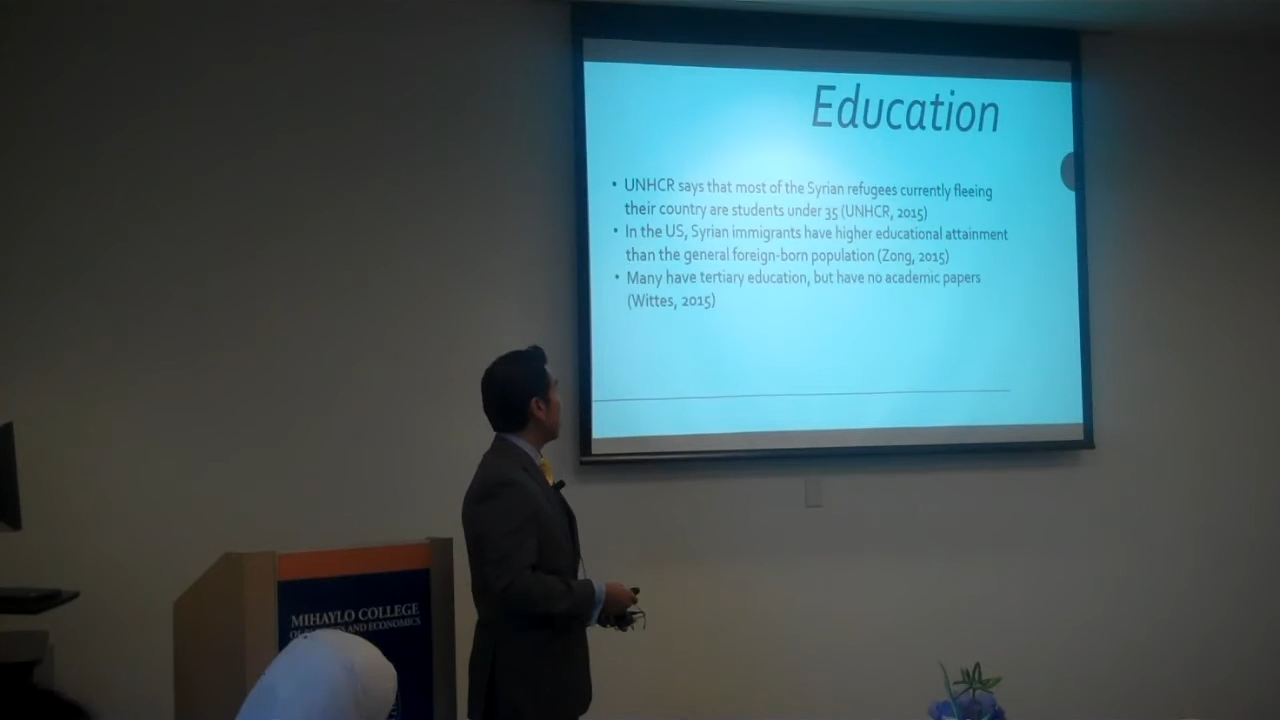 Education
• UNHCR says that most of the Syrian refugees currently fleeing
their country are students under 35 (UNHCR, 2015)
• In the US, Syrian immigrants have higher educational attainment
than the general foreign-born population (Zong, 2015)
• Many have tertiary education, but have no academic papers
(Wittes, 2015)
MIHAYLO COLLEGE
AND ECONOMICS